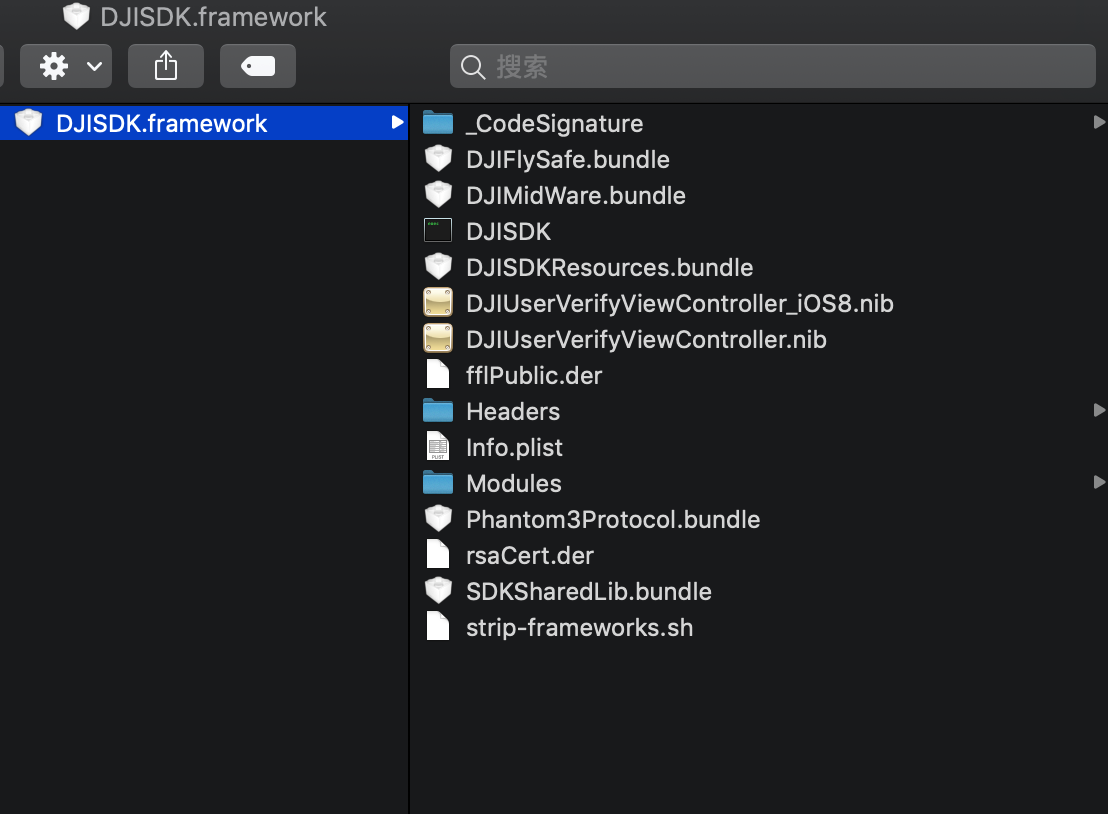 DJISDK.framework
搜索
DJISDK.framework
_CodeSignature
DJIFlySafe.bundle
DJIMidWare.bundle
DJISDK
DJISDKResources.bundle
DJIUserVerifyViewController_iOS8.nib
DJIUserVerifyViewController.nib
fflPublic.der
Headers
Info.plist
Modules
Phantom3Protocol.bundle
rsaCert.der
SDKSharedLib.bundle
strip-frameworks.sh